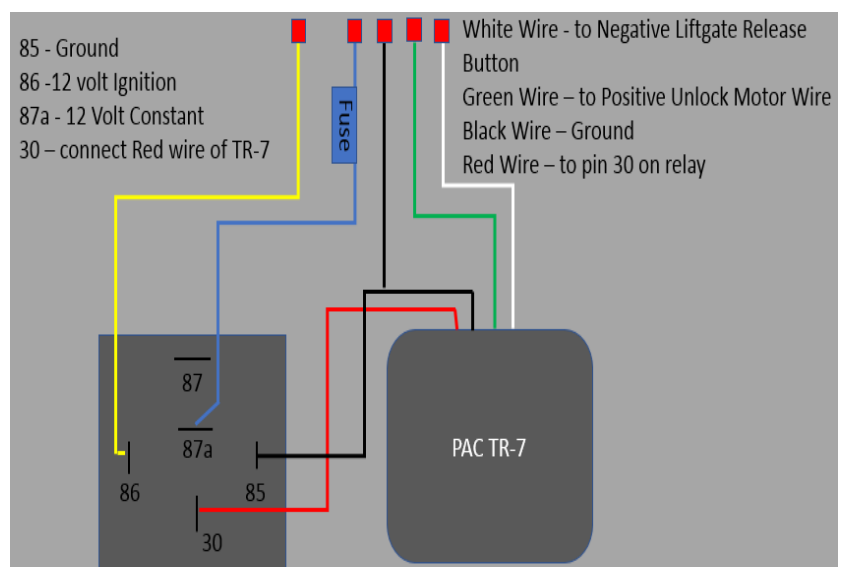 85 - Ground
86 -12 volt Ignition
87a - 12 Volt Constant
30 – connect Red wire of TR-7
White Wire - to Negative Liftgate Release
Button
Green Wire – to Positive Unlock Motor Wire
Black Wire – Ground
Red Wire – to pin 30 on relay
Fuse
87
87a
86
85
30
PAC TR-7